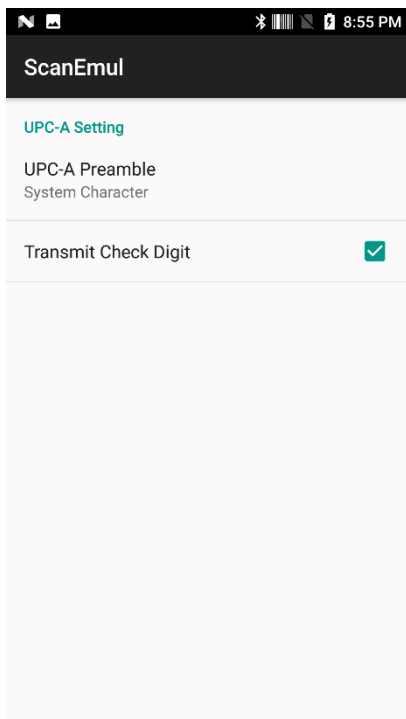 8:55 PM
ScanEmul
UPC-A Setting
UPC-A Preamble
System Character
Transmit Check Digit